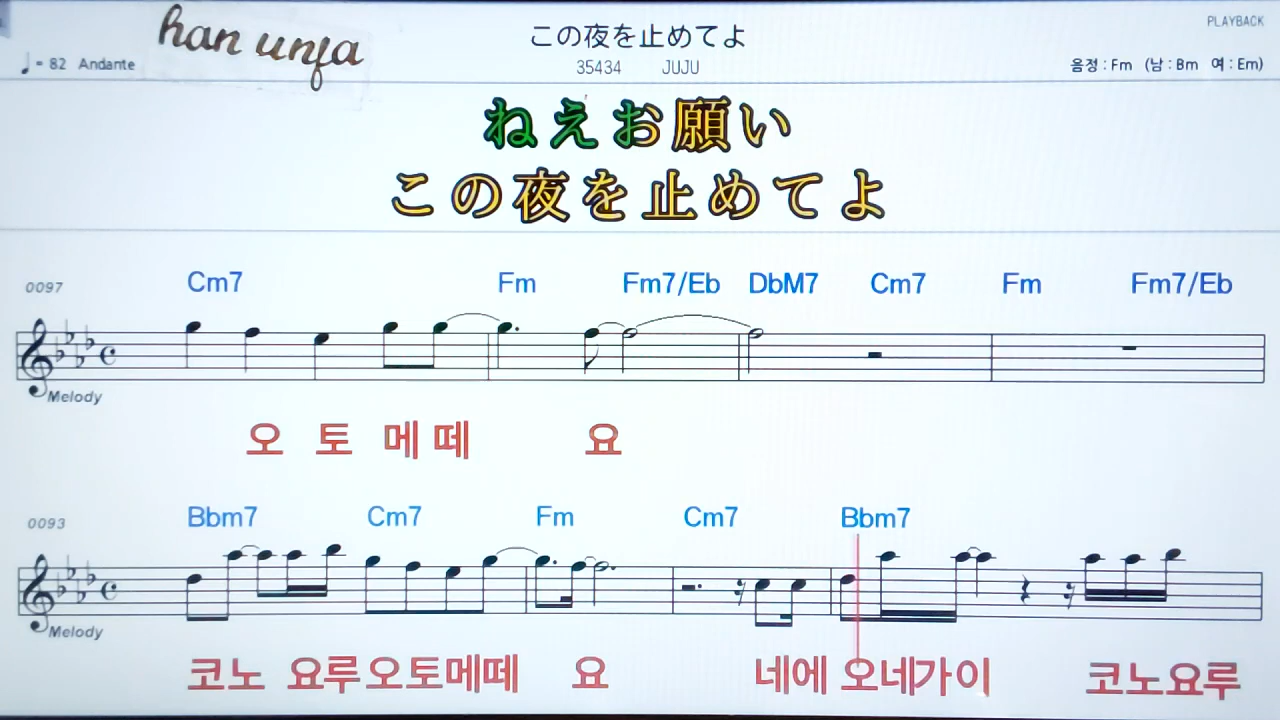 han unfa
この夜を止めてよ
PLAYBACK
♩= 82 Andante
35434 JUJU
음정 : Fm (남 : Bm 여 : Em)
ねえお願い
この夜を止めてよ
0097 Cm7 Fm Fm7/Eb DbM7 Cm7 Fm Fm7/Eb
Melody
오 토 메 떼 요
0093 Bbm7 Cm7 Fm Cm7 Bbm7
Melody
코노 요루오토메떼 요 네에 오네가이 코노요루